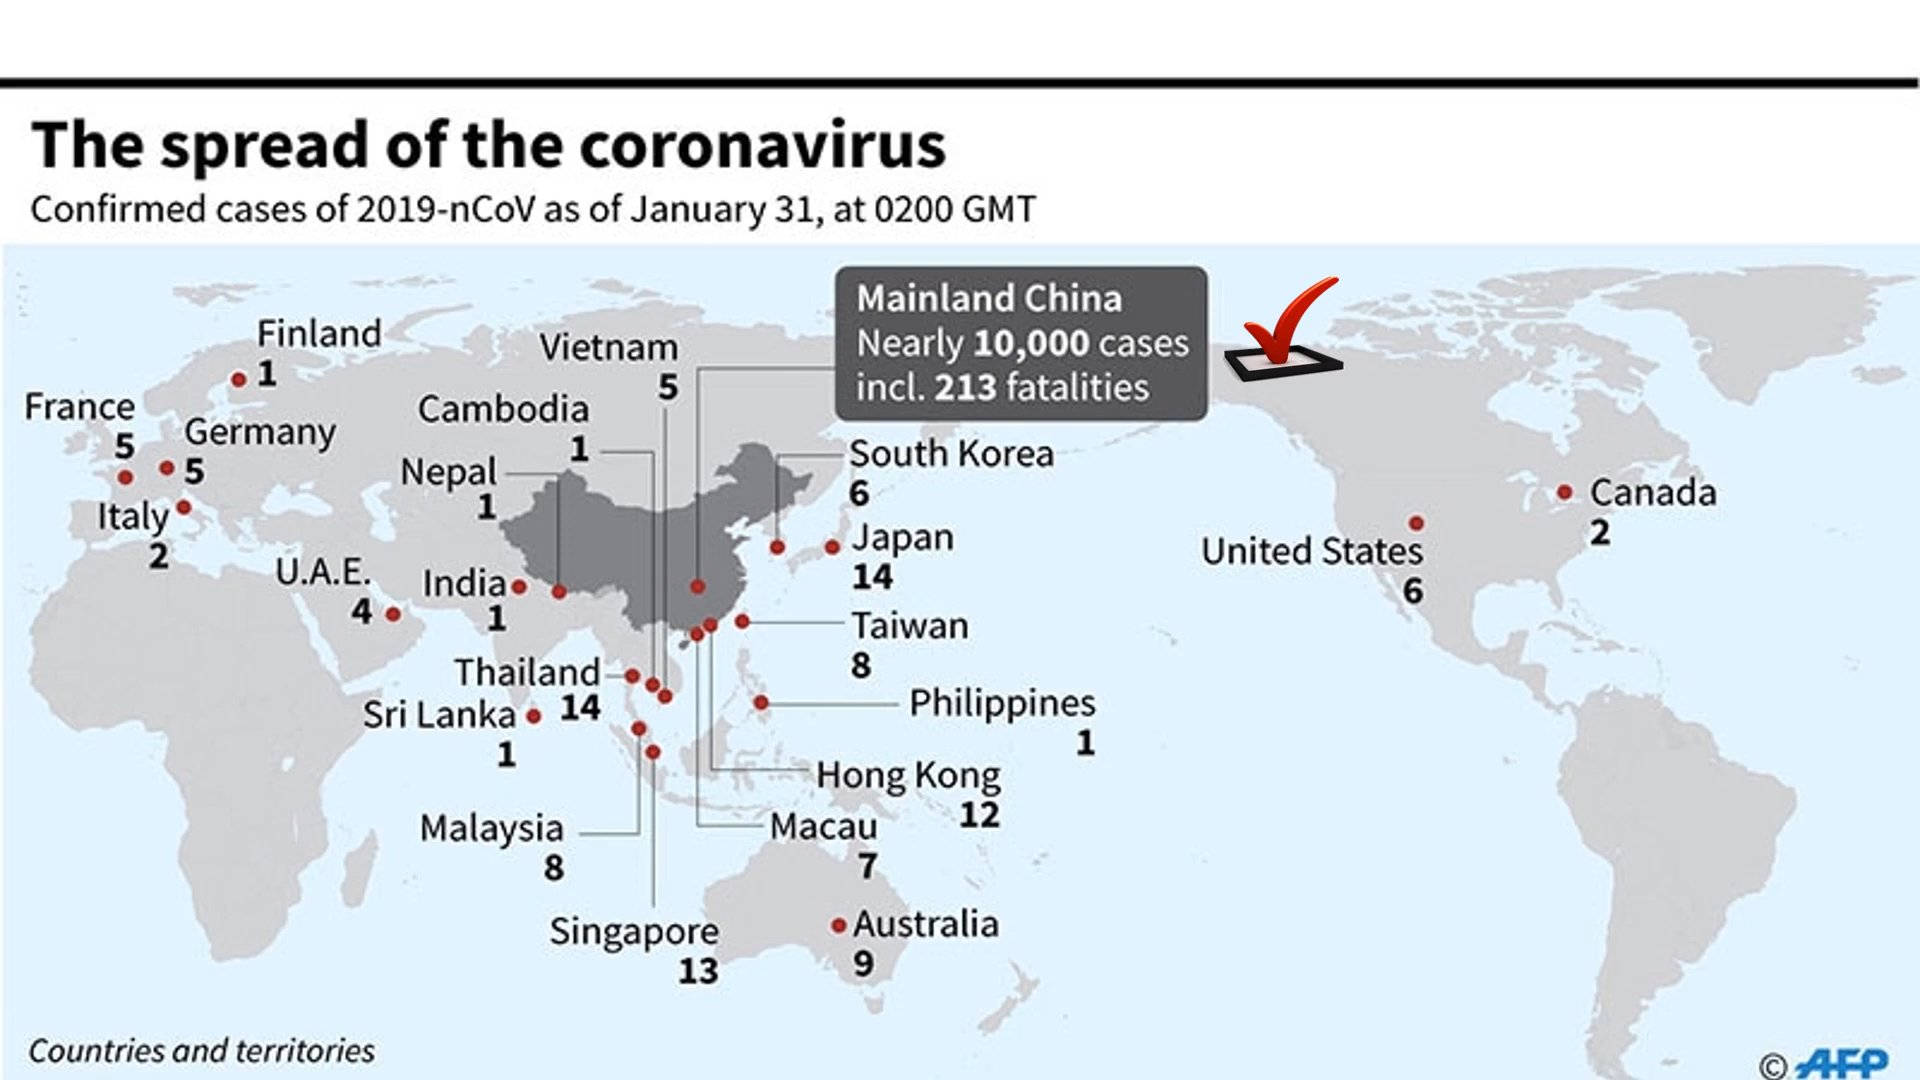 The spread of the coronavirus
Confirmed cases of 2019-nCoV as of January 31, at 0200 GMT
Mainland China
Nearly 10,000 cases
incl. 213 fatalities
Finland
1
France
5
Germany
5
Italy
2
U.A.E.
4
Vietnam
5
Cambodia
1
Nepal
1
India
1
Thailand
14
Sri Lanka
1
Malaysia
8
Singapore
13
South Korea
6
Japan
14
Taiwan
8
Philippines
1
Hong Kong
12
Macau
7
Australia
9
United States
6
Canada
2
Countries and territories
© AFP